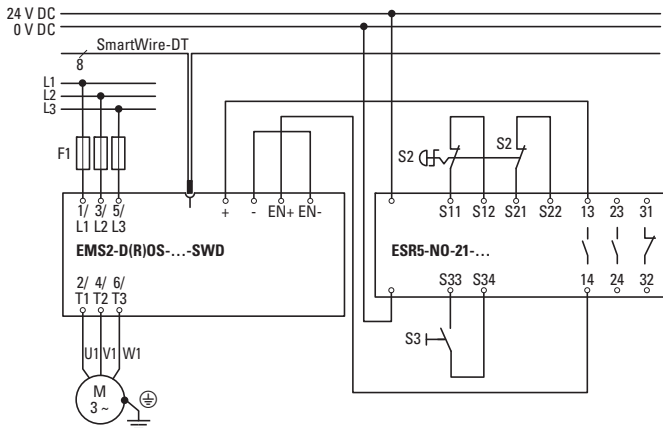 24 V DC
0 V DC
SmartWire-DT
8
L1
L2
L3
F1
S2
S2
1/ 3/ 5/
L1 L2 L3
+ - EN+ EN-
S11 S12 S21 S22 13 23 31
EMS2-D(R)OS-...-SWD
ESR5-NO-21-...
2/ 4/ 6/
T1 T2 T3
S33 S34 14 24 32
S3
U1 V1 W1
M
3 ~